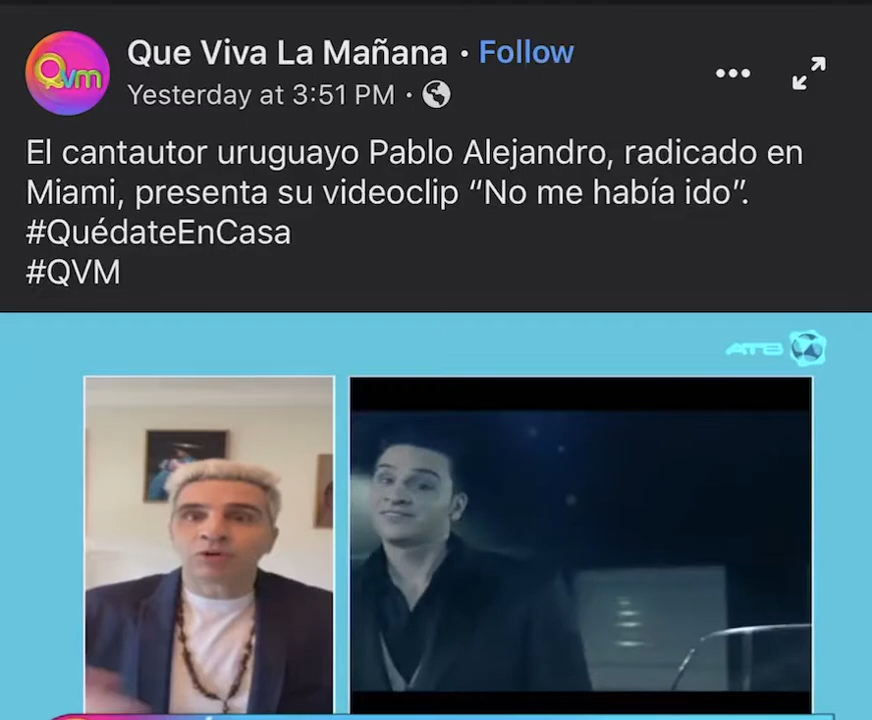 Qvm
Que Viva La Mañana · Follow
Yesterday at 3:51 PM ·
El cantautor uruguayo Pablo Alejandro, radicado en
Miami, presenta su videoclip “No me había ido”.
#QuédateEnCasa
#QVM
ATB